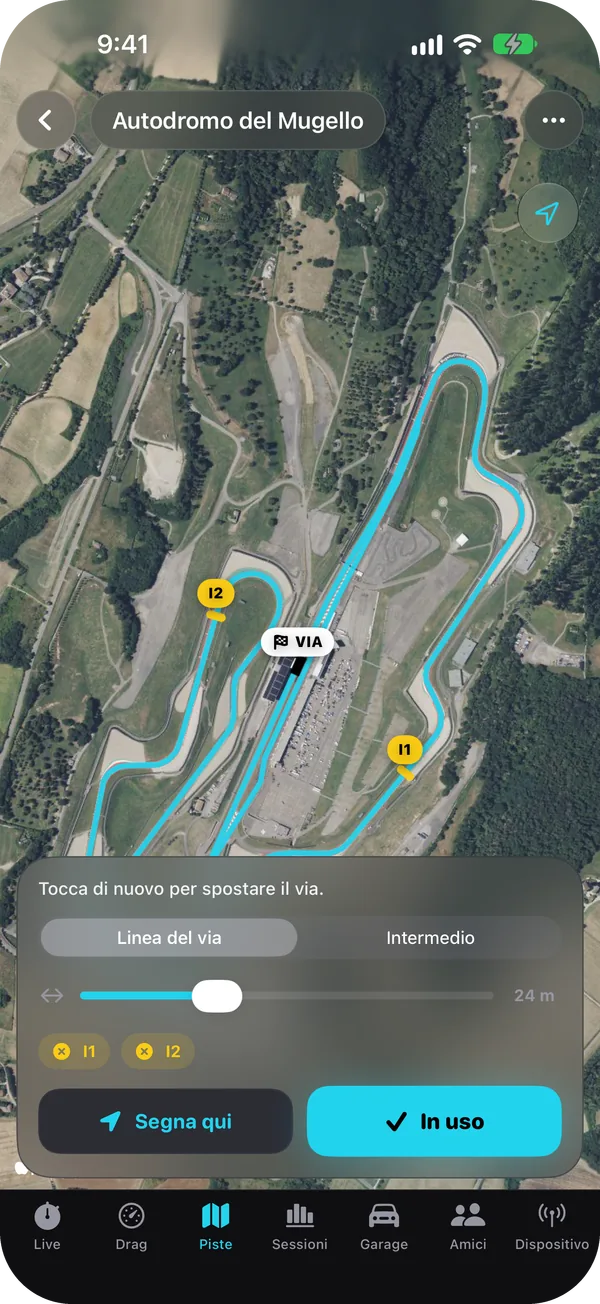 9:41
Autodromo del Mugello
I2
VIA
I1
Tocca di nuovo per spostare il via.
Linea del via
Intermedio
24 m
I1
I2
Segna qui
In uso
Live
Drag
Piste
Sessioni
Garage
Amici
Dispositivo